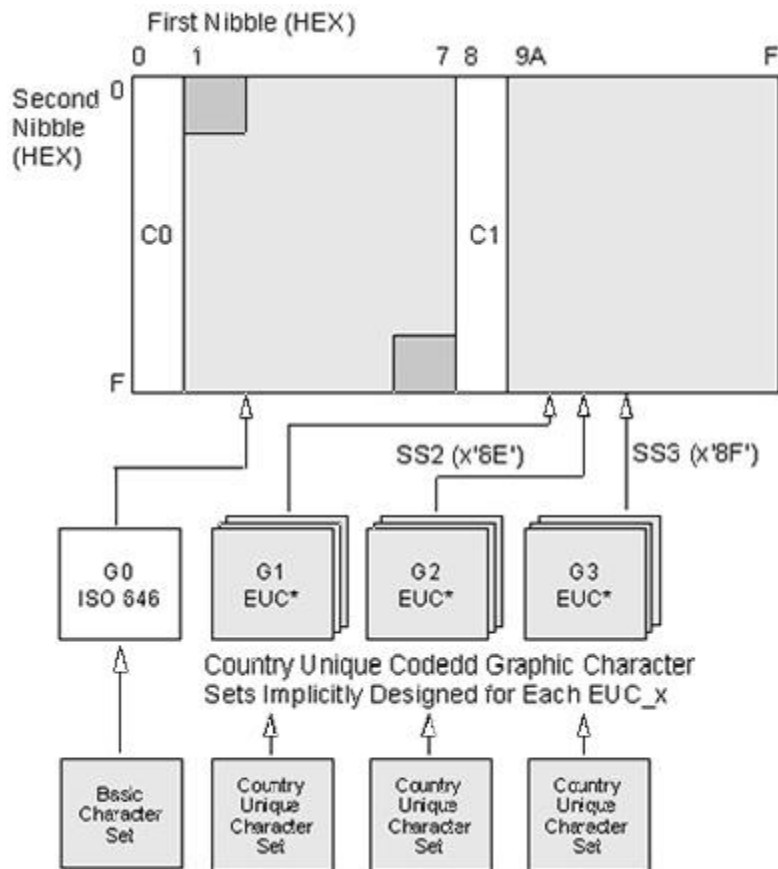 First Nibble (HEX)
0 1 7 8 9A F
Second
Nibble
(HEX)
0
C0
C1
F
SS2 (x'8E')
SS3 (x'8F')
G0
ISO 646
G1
EUC*
G2
EUC*
G3
EUC*
Country Unique Codedd Graphic Character
Sets Implicitly Designed for Each EUC_x
Basic
Character
Set
Country
Unique
Character
Set
Country
Unique
Character
Set
Country
Unique
Character
Set